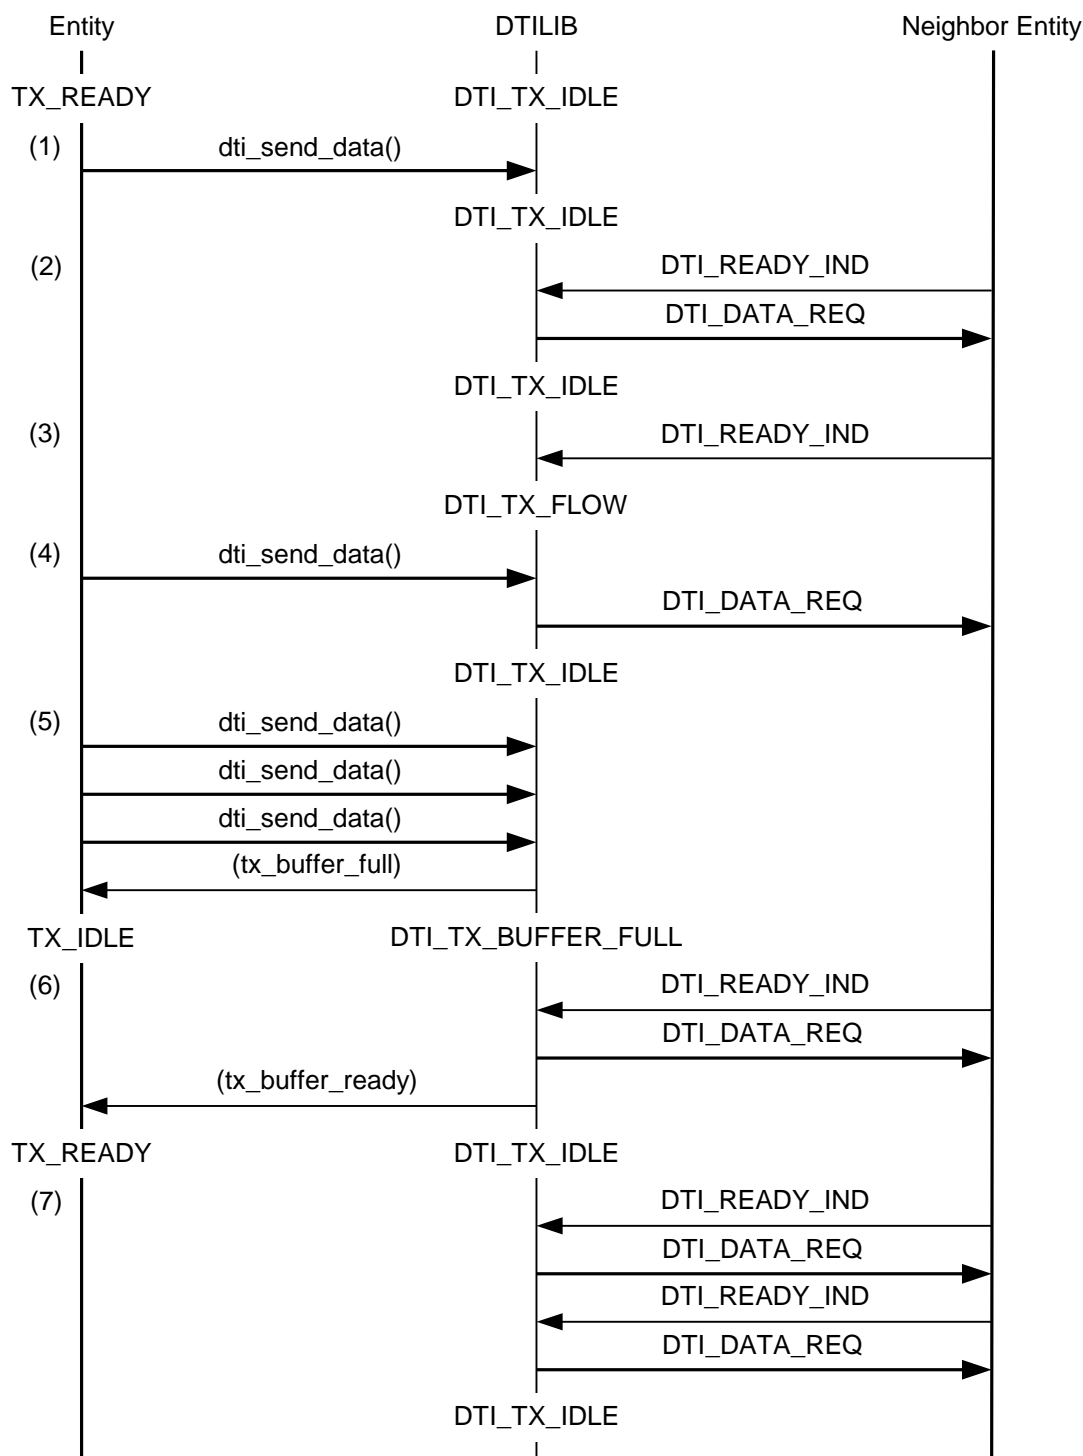 Entity DTILIB Neighbor Entity
TX_READY DTI_TX_IDLE
(1) dti_send_data()
DTI_TX_IDLE
(2) DTI_READY_IND
DTI_DATA_REQ
DTI_TX_IDLE
(3) DTI_READY_IND
DTI_TX_FLOW
(4) dti_send_data()
DTI_DATA_REQ
DTI_TX_IDLE
(5) dti_send_data()
dti_send_data()
dti_send_data()
(tx_buffer_full)
TX_IDLE DTI_TX_BUFFER_FULL
(6) DTI_READY_IND
DTI_DATA_REQ
(tx_buffer_ready)
TX_READY DTI_TX_IDLE
(7) DTI_READY_IND
DTI_DATA_REQ
DTI_READY_IND
DTI_DATA_REQ
DTI_TX_IDLE